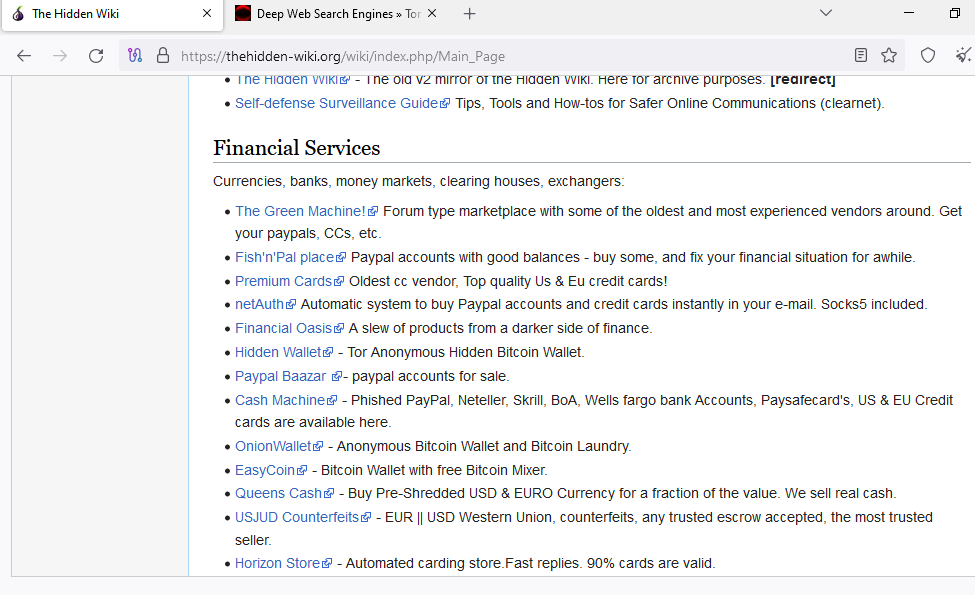 The Hidden Wiki
Deep Web Search Engines » Tor
https://thehidden-wiki.org/wiki/index.php/Main_Page
The Hidden Wiki - The old V2 mirror of the Hidden Wiki. Here for archive purposes. [redirect]
Self-defense Surveillance Guide Tips, Tools and How-tos for Safer Online Communications (clearnet).
Financial Services
Currencies, banks, money markets, clearing houses, exchangers:
The Green Machine! Forum type marketplace with some of the oldest and most experienced vendors around. Get
your paypals, CCs, etc.
Fish'n'Pal place Paypal accounts with good balances - buy some, and fix your financial situation for awhile.
Premium Cards Oldest cc vendor, Top quality Us & Eu credit cards!
netAuth Automatic system to buy Paypal accounts and credit cards instantly in your e-mail. Socks5 included.
Financial Oasis A slew of products from a darker side of finance.
Hidden Wallet - Tor Anonymous Hidden Bitcoin Wallet.
Paypal Baazar - paypal accounts for sale.
Cash Machine - Phished PayPal, Neteller, Skrill, BoA, Wells fargo bank Accounts, Paysafecard's, US & EU Credit
cards are available here.
OnionWallet - Anonymous Bitcoin Wallet and Bitcoin Laundry.
EasyCoin - Bitcoin Wallet with free Bitcoin Mixer.
Queens Cash - Buy Pre-Shredded USD & EURO Currency for a fraction of the value. We sell real cash.
USJUD Counterfeits - EUR || USD Western Union, counterfeits, any trusted escrow accepted, the most trusted
seller.
Horizon Store - Automated carding store.Fast replies. 90% cards are valid.